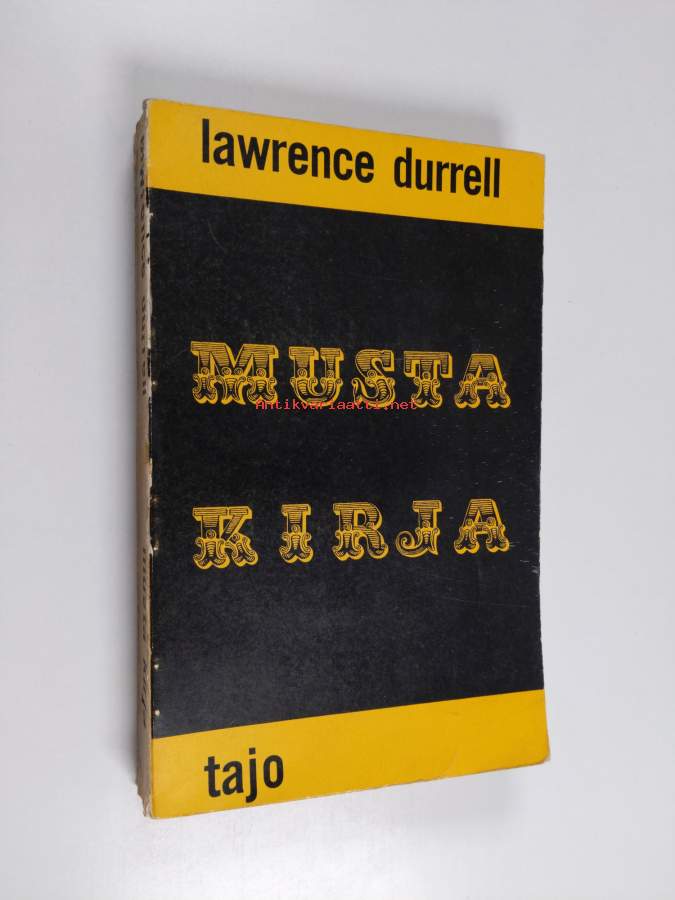 lawrence durrell
MUSTA
Antikvariaatti.net
KIRJA
tajo